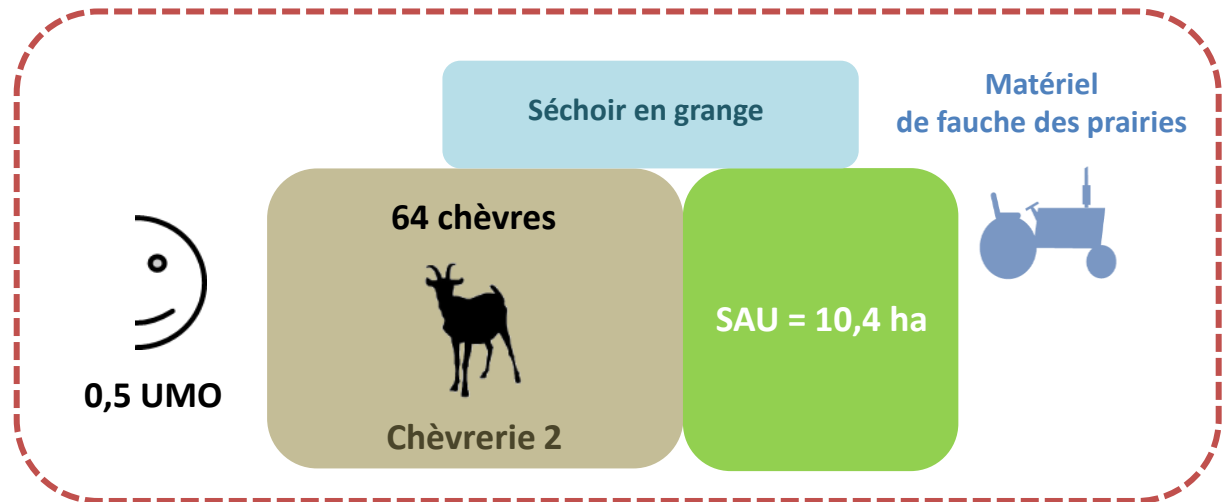 Séchoir en grange
Matériel
de fauche des prairies
64 chèvres
SAU = 10,4 ha
0,5 UMO
Chèvrerie 2